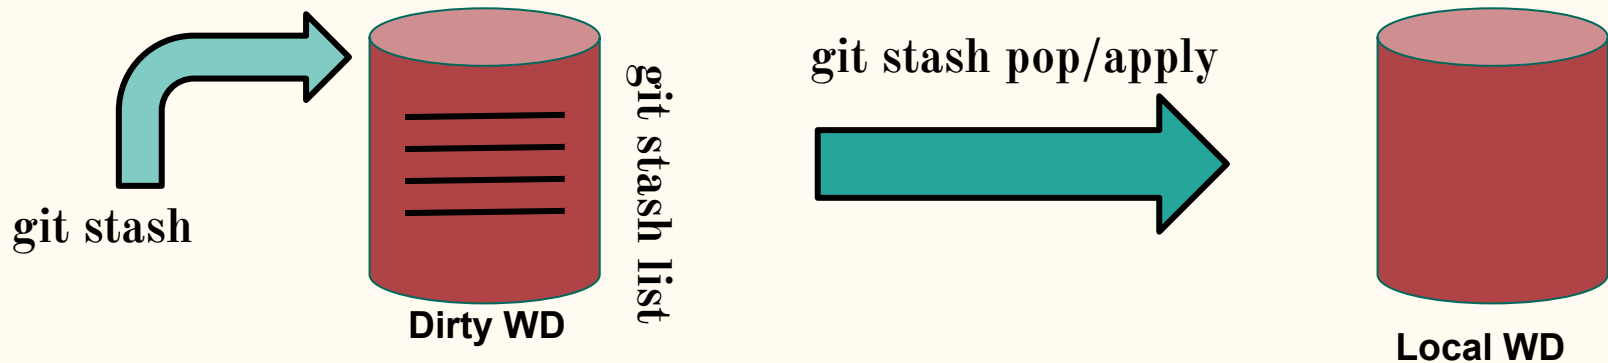 git stash
git stash list
Dirty WD
git stash pop/apply
Local WD